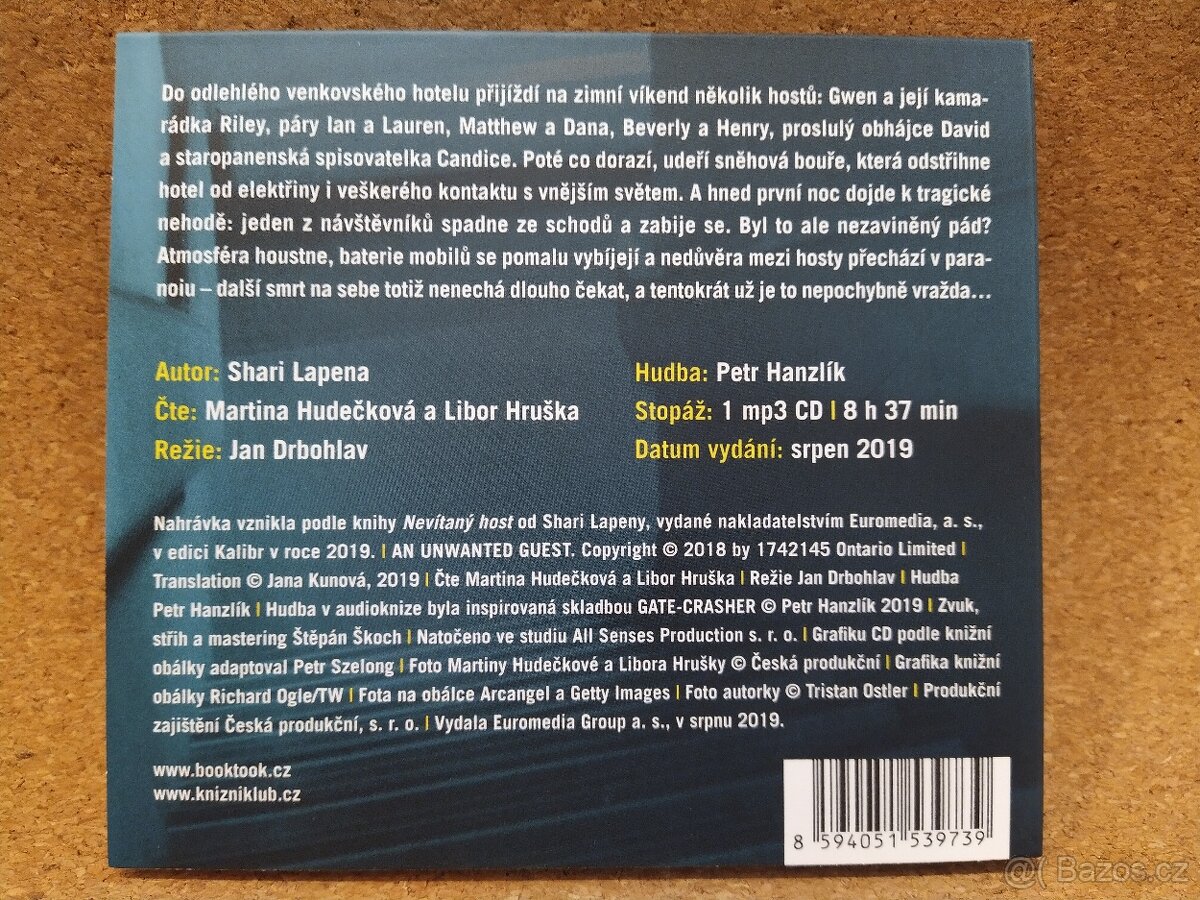 Do odlehlého venkovského hotelu přijíždí na zimní víkend několik hostů: Gwen a její kama-
rádka Riley, páry Ian a Lauren, Matthew a Dana, Beverly a Henry, proslulý obhájce David
a staropanenská spisovatelka Candice. Poté co dorazí, udeří sněhová bouře, která odstřihne
hotel od elektřiny i veškerého kontaktu s vnějším světem. A hned první noc dojde k tragické
nehodě: jeden z návštěvníků spadne ze schodů a zabije se. Byl to ale nezaviněný pád?
Atmosféra houstne, baterie mobilů se pomalu vybíjejí a nedůvěra mezi hosty přechází v para-
noiu – další smrt na sebe totiž nenechá dlouho čekat, a tentokrát už je to nepochybně vražda...
Autor: Shari Lapena
Čte: Martina Hudečková a Libor Hruška
Režie: Jan Drbohlav
Hudba: Petr Hanzlík
Stopáž: 1 mp3 CD | 8 h 37 min
Datum vydání: srpen 2019
Nahrávka vznikla podle knihy Nevítaný host od Shari Lapeny, vydané nakladatelstvím Euromedia, a. s.,
v edici Kalibr v roce 2019. | AN UNWANTED GUEST. Copyright © 2018 by 1742145 Ontario Limited |
Translation © Jana Kunová, 2019 | Čte Martina Hudečková a Libor Hruška | Režie Jan Drbohlav | Hudba
Petr Hanzlík | Hudba v audioknize byla inspirovaná skladbou GATE-CRASHER © Petr Hanzlík 2019 | Zvuk,
střih a mastering Štěpán Škoch | Natočeno ve studiu All Senses Production s. r. o. | Grafiku CD podle knižní
obálky adaptoval Petr Szelong | Foto Martiny Hudečkové a Libora Hrušky © Česká produkční | Grafika knižní
obálky Richard Ogle/TW | Fota na obálce Arcangel a Getty Images | Foto autorky © Tristan Ostler | Produkční
zajištění Česká produkční, s. r. o. | Vydala Euromedia Group a. s., v srpnu 2019.
www.booktook.cz
www.knizniklub.cz
8 594051 539739
@( Bazos.cz